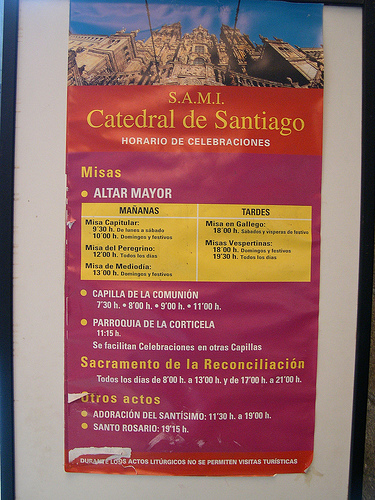 S.A.M.I.
Catedral de Santiago
HORARIO DE CELEBRACIONES
Misas
ALTAR MAYOR
MAÑANAS
Misa Capitular:
9'30 h. De lunes a sábado
10'00 h. Domingos y festivos
Misa del Peregrino:
12'00 h. Todos los días
Misa de Mediodía:
13'00 h. Domingos y festivos
TARDES
Misa en Gallego:
18'00 h. Sábados y vísperas de festivo
Misas Vespertinas:
18'00 h. Domingos y festivos
19'30 h. Todos los días
CAPILLA DE LA COMUNIÓN
7'30 h. • 8'00 h. • 9'00 h. • 11'00 h.
PARROQUIA DE LA CORTICELA
11:15 h.
Se facilitan Celebraciones en otras Capillas
Sacramento de la Reconciliación
Todos los días de 8'00 h. a 13'00 h. y de 17'00 h. a 21'00 h.
Otros actos
ADORACIÓN DEL SANTÍSIMO: 11'30 h. a 19'00 h.
SANTO ROSARIO: 19'15 h.
DURANTE LOS ACTOS LITÚRGICOS NO SE PERMITEN VISITAS TURÍSTICAS